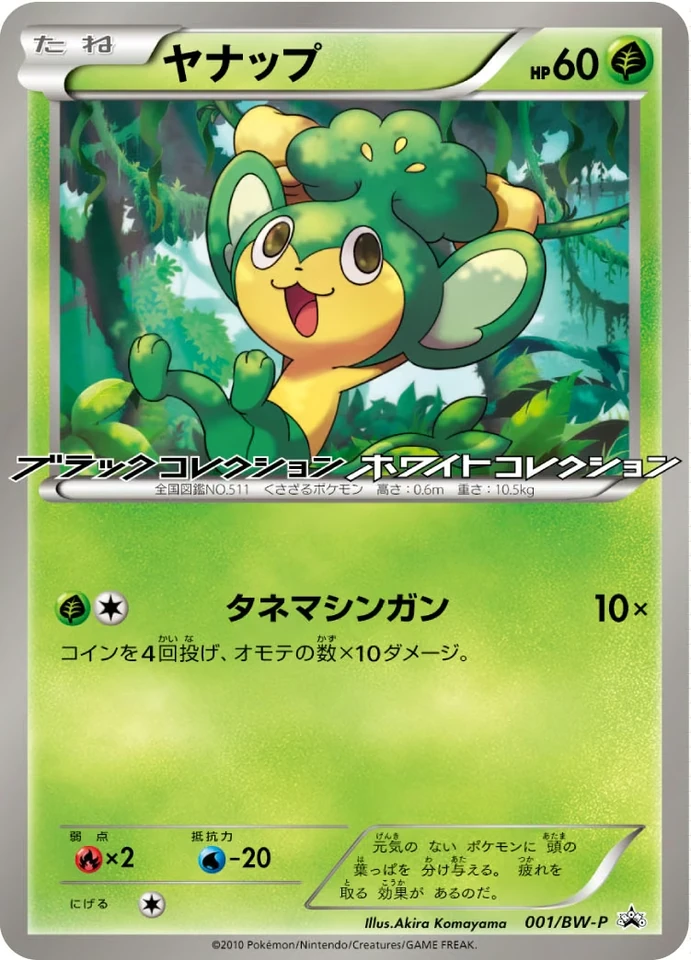 たね ヤナップ HP60
ブラックコレクション ホワイトコレクション
全国図鑑NO.511 くさざるポケモン 高さ:0.6m 重さ:10.5kg
タネマシンガン 10×
コインを4回投げ、オモテの数×10ダメージ。
弱点 抵抗力
×2 -20
にげる
元気の ない ポケモンに 頭の
葉っぱを 分け与える。 疲れを
取る 効果が あるのだ。
Illus.Akira Komayama 001/BW-P
©2010 Pokémon/Nintendo/Creatures/GAME FREAK.